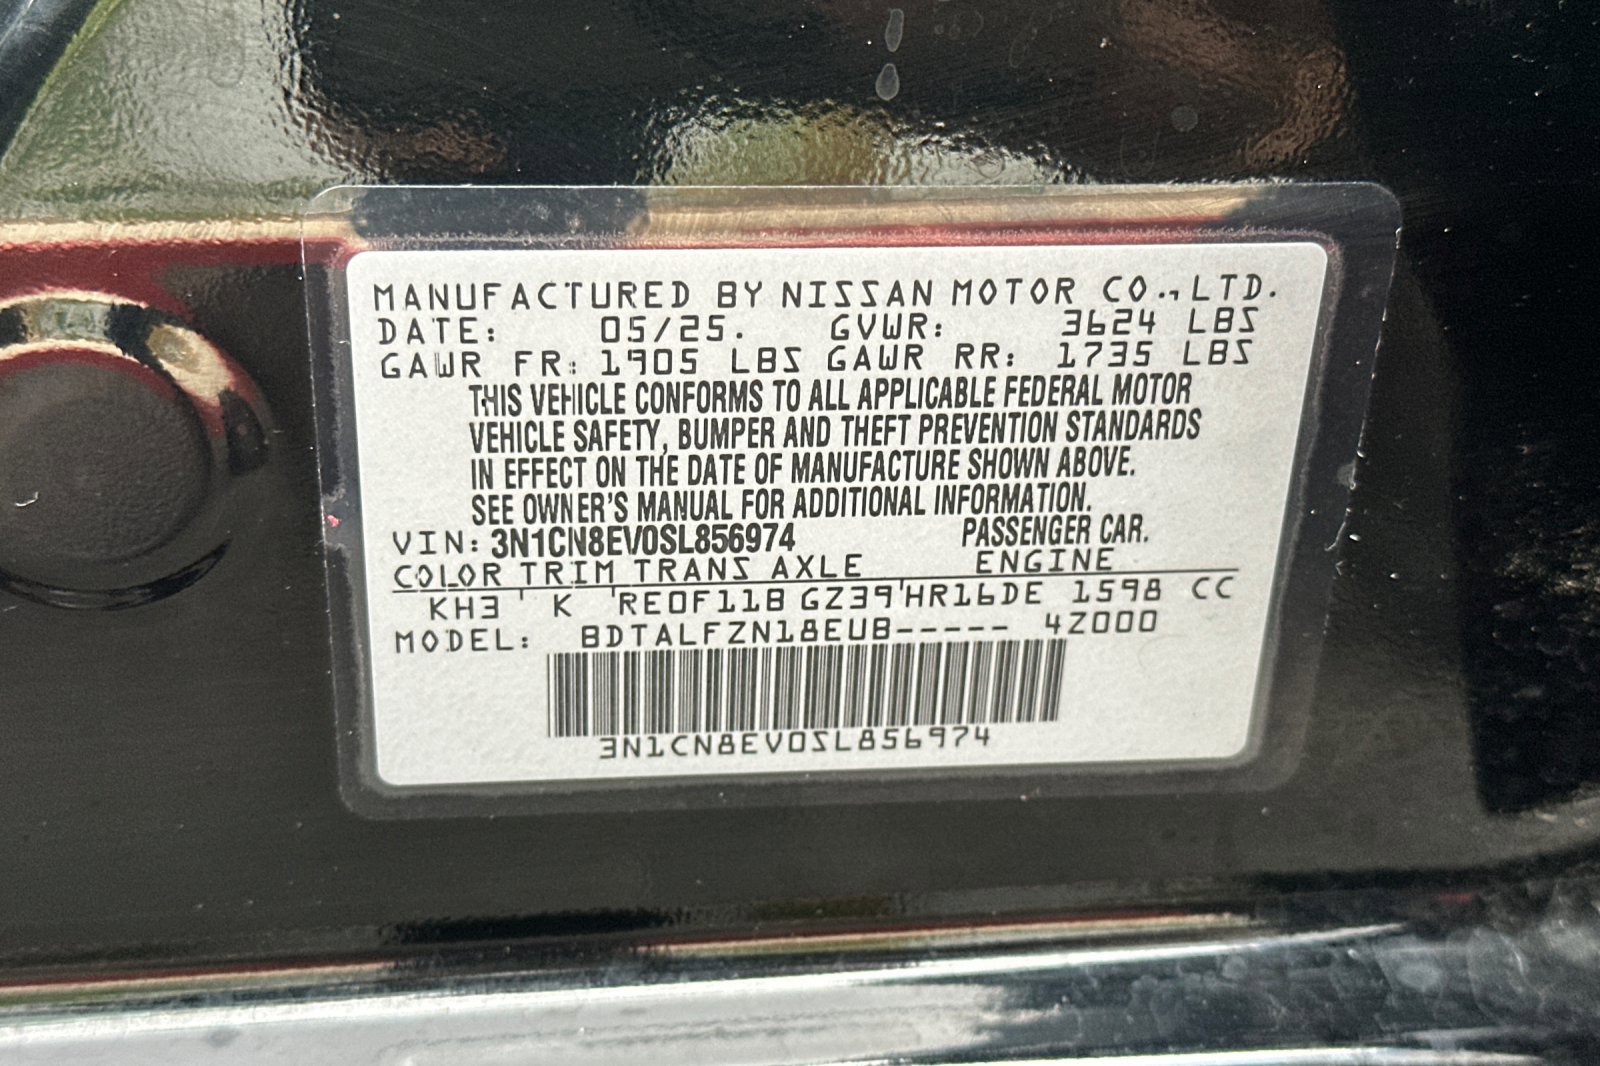 MANUFACTURED BY NISSAN MOTOR CO., LTD.
DATE: 05/25. GVWR: 3624 LBS
GAWR FR: 1905 LBS GAWR RR: 1735 LBS
THIS VEHICLE CONFORMS TO ALL APPLICABLE FEDERAL MOTOR
VEHICLE SAFETY, BUMPER AND THEFT PREVENTION STANDARDS
IN EFFECT ON THE DATE OF MANUFACTURE SHOWN ABOVE.
SEE OWNER'S MANUAL FOR ADDITIONAL INFORMATION.
VIN: 3N1CN8EV0SL856974 PASSENGER CAR.
COLOR TRIM TRANS AXLE ENGINE
KH3 ' K ' RE0F11B GZ39 ' HR16DE 1598 CC
MODEL: BDTALFZN18EUB----- 4Z000
3N1CN8EV0SL856974